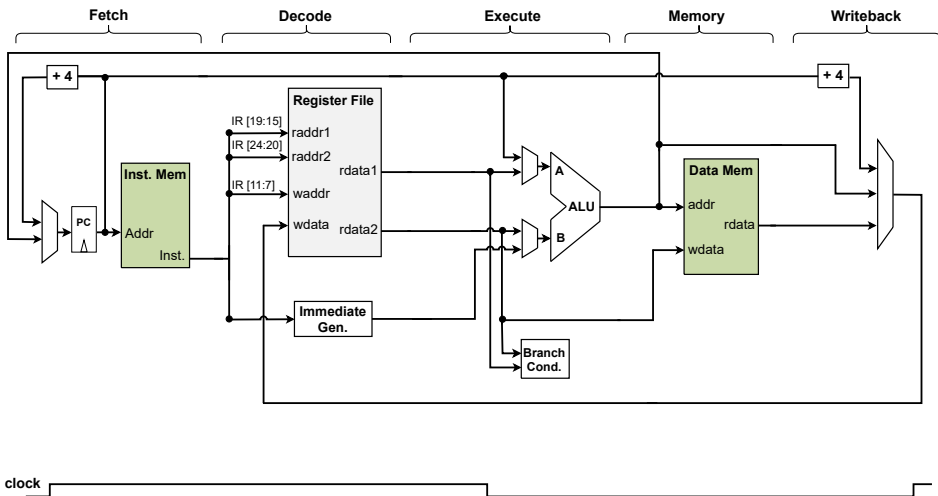 Fetch
Decode
Execute
Memory
Writeback
+ 4
+ 4
Register File
IR [19:15]
raddr1
IR [24:20]
raddr2
rdata1
IR [11:7]
waddr
wdata
rdata2
Inst. Mem
PC
Addr
Inst.
A
ALU
B
Data Mem
addr
rdata
wdata
Immediate
Gen.
Branch
Cond.
clock